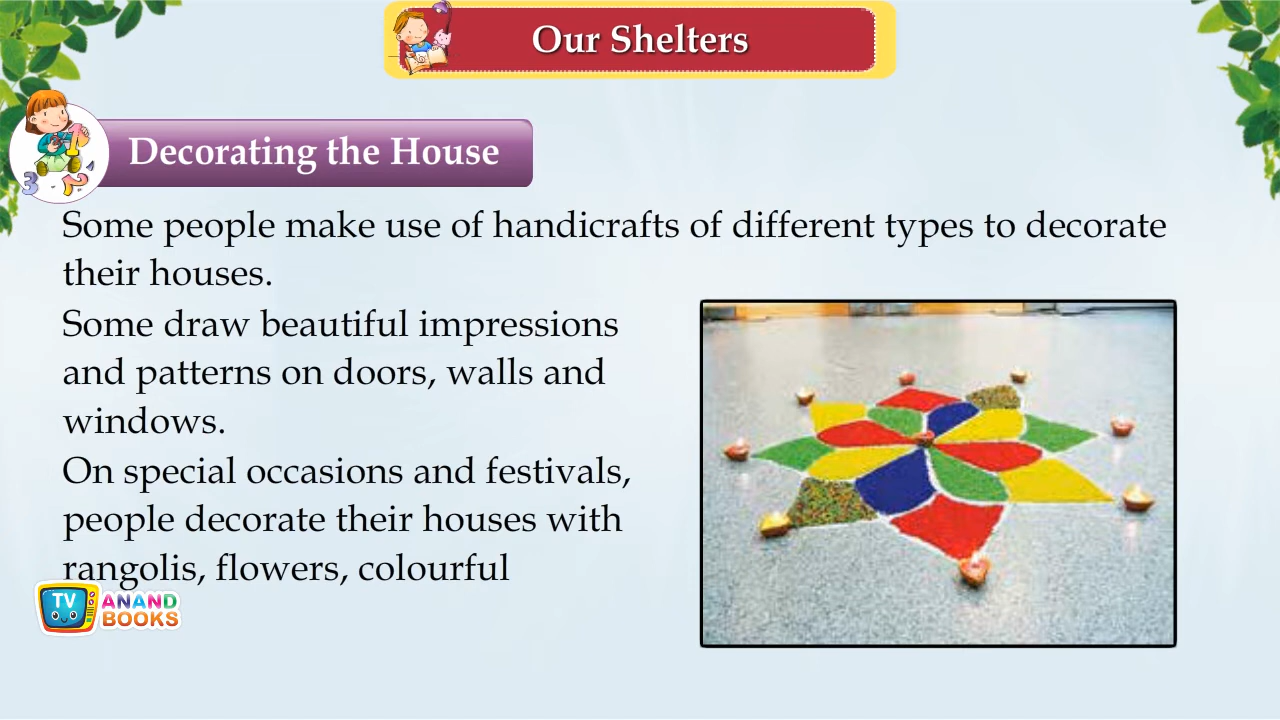 Our Shelters
Decorating the House
Some people make use of handicrafts of different types to decorate
their houses.
Some draw beautiful impressions
and patterns on doors, walls and
windows.
On special occasions and festivals,
people decorate their houses with
rangolis, flowers, colourful
TV
ANAND
BOOKS